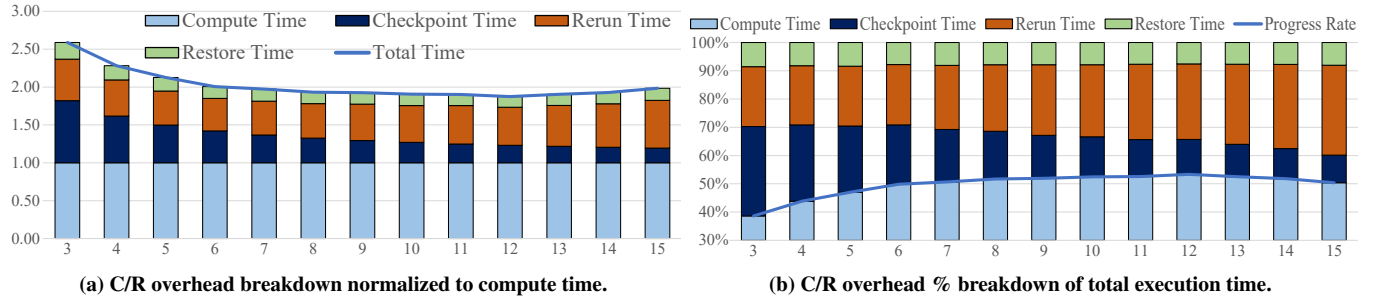 Compute Time Checkpoint Time Rerun Time
Restore Time Total Time
3.00
2.50
2.00
1.50
1.00
0.50
0.00
3 4 5 6 7 8 9 10 11 12 13 14 15
(a) C/R overhead breakdown normalized to compute time.
Compute Time Checkpoint Time Rerun Time Restore Time Progress Rate
100%
90%
80%
70%
60%
50%
40%
30%
3 4 5 6 7 8 9 10 11 12 13 14 15
(b) C/R overhead % breakdown of total execution time.